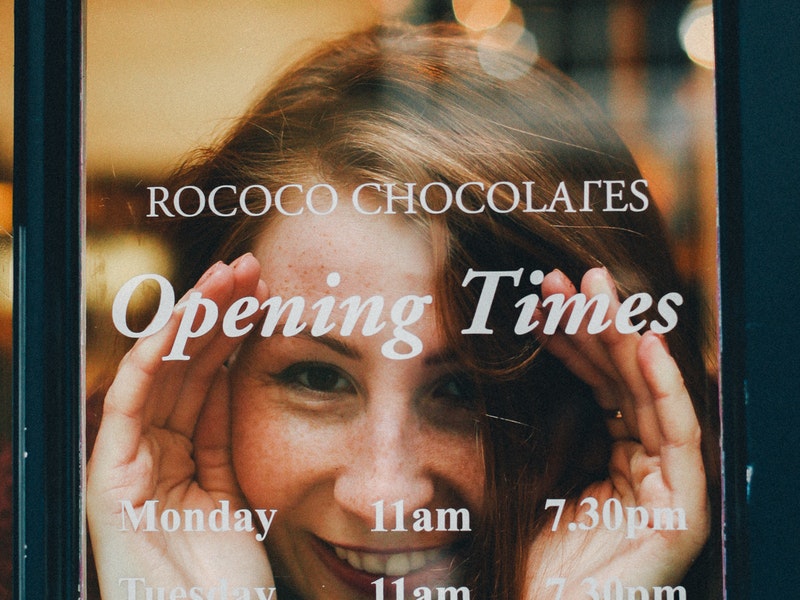 ROCOCO CHOCOLATES
Opening Times
Monday 11am 7.30pm
Tuesday 11am 7.30pm